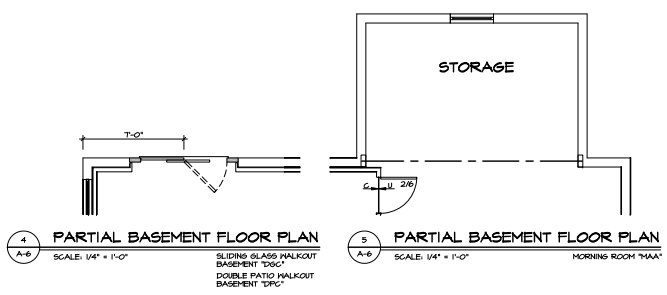 STORAGE
7'-0"
C U 2/6
4
A-6
PARTIAL BASEMENT FLOOR PLAN
SCALE: 1/4" = 1'-0"
SLIDING GLASS WALKOUT
BASEMENT "DGC"
DOUBLE PATIO WALKOUT
BASEMENT "DPC"
5
A-6
PARTIAL BASEMENT FLOOR PLAN
SCALE: 1/4" = 1'-0"
MORNING ROOM "MAA"